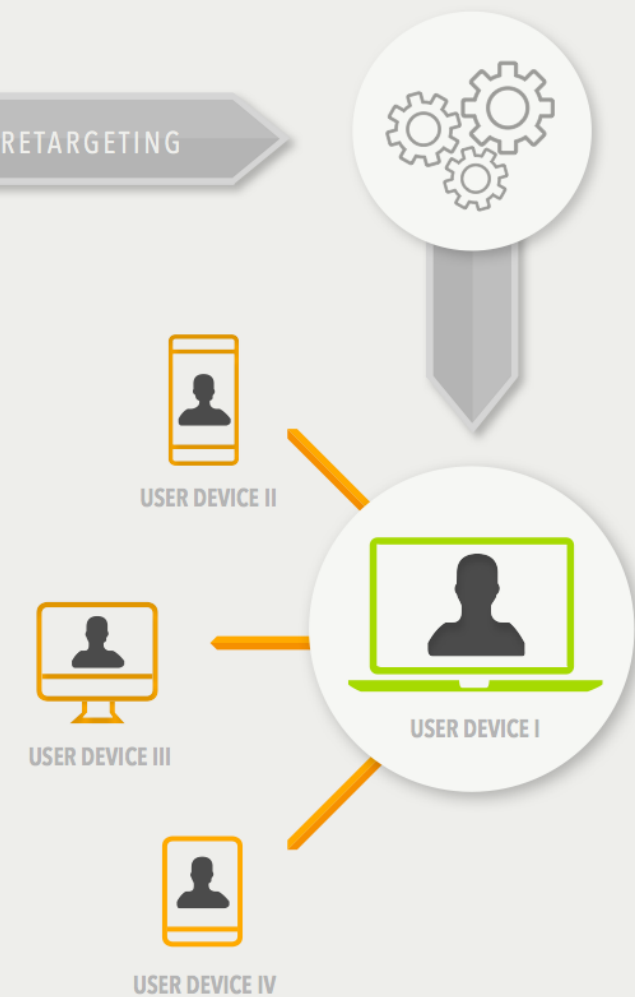 RETARGETING
USER DEVICE II
USER DEVICE I
USER DEVICE III
USER DEVICE IV